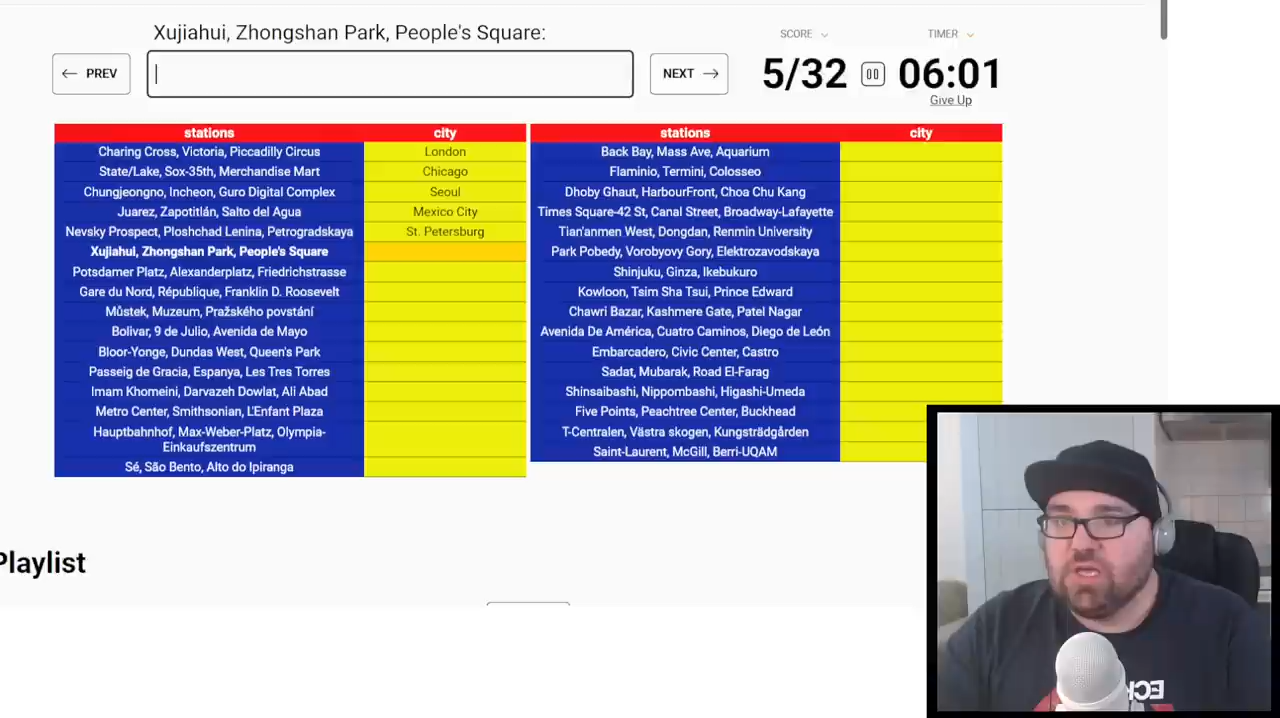 Xujiahui, Zhongshan Park, People's Square:
SCORE
TIMER
← PREV
NEXT →
5/32
06:01
Give Up
stations city
Charing Cross, Victoria, Piccadilly Circus London
State/Lake, Sox-35th, Merchandise Mart Chicago
Chungjeongno, Incheon, Guro Digital Complex Seoul
Juarez, Zapotitlán, Salto del Agua Mexico City
Nevsky Prospect, Ploshchad Lenina, Petrogradskaya St. Petersburg
Xujiahui, Zhongshan Park, People's Square
Potsdamer Platz, Alexanderplatz, Friedrichstrasse
Gare du Nord, République, Franklin D. Roosevelt
Můstek, Muzeum, Pražského povstání
Bolivar, 9 de Julio, Avenida de Mayo
Bloor-Yonge, Dundas West, Queen's Park
Passeig de Gracia, Espanya, Les Tres Torres
Imam Khomeini, Darvazeh Dowlat, Ali Abad
Metro Center, Smithsonian, L'Enfant Plaza
Hauptbahnhof, Max-Weber-Platz, Olympia-
Einkaufszentrum
Sé, São Bento, Alto do Ipiranga
stations city
Back Bay, Mass Ave, Aquarium
Flaminio, Termini, Colosseo
Dhoby Ghaut, HarbourFront, Choa Chu Kang
Times Square-42 St, Canal Street, Broadway-Lafayette
Tian'anmen West, Dongdan, Renmin University
Park Pobedy, Vorobyovy Gory, Elektrozavodskaya
Shinjuku, Ginza, Ikebukuro
Kowloon, Tsim Sha Tsui, Prince Edward
Chawri Bazar, Kashmere Gate, Patel Nagar
Avenida De América, Cuatro Caminos, Diego de León
Embarcadero, Civic Center, Castro
Sadat, Mubarak, Road El-Farag
Shinsaibashi, Nippombashi, Higashi-Umeda
Five Points, Peachtree Center, Buckhead
T-Centralen, Västra skogen, Kungsträdgården
Saint-Laurent, McGill, Berri-UQAM
Playlist